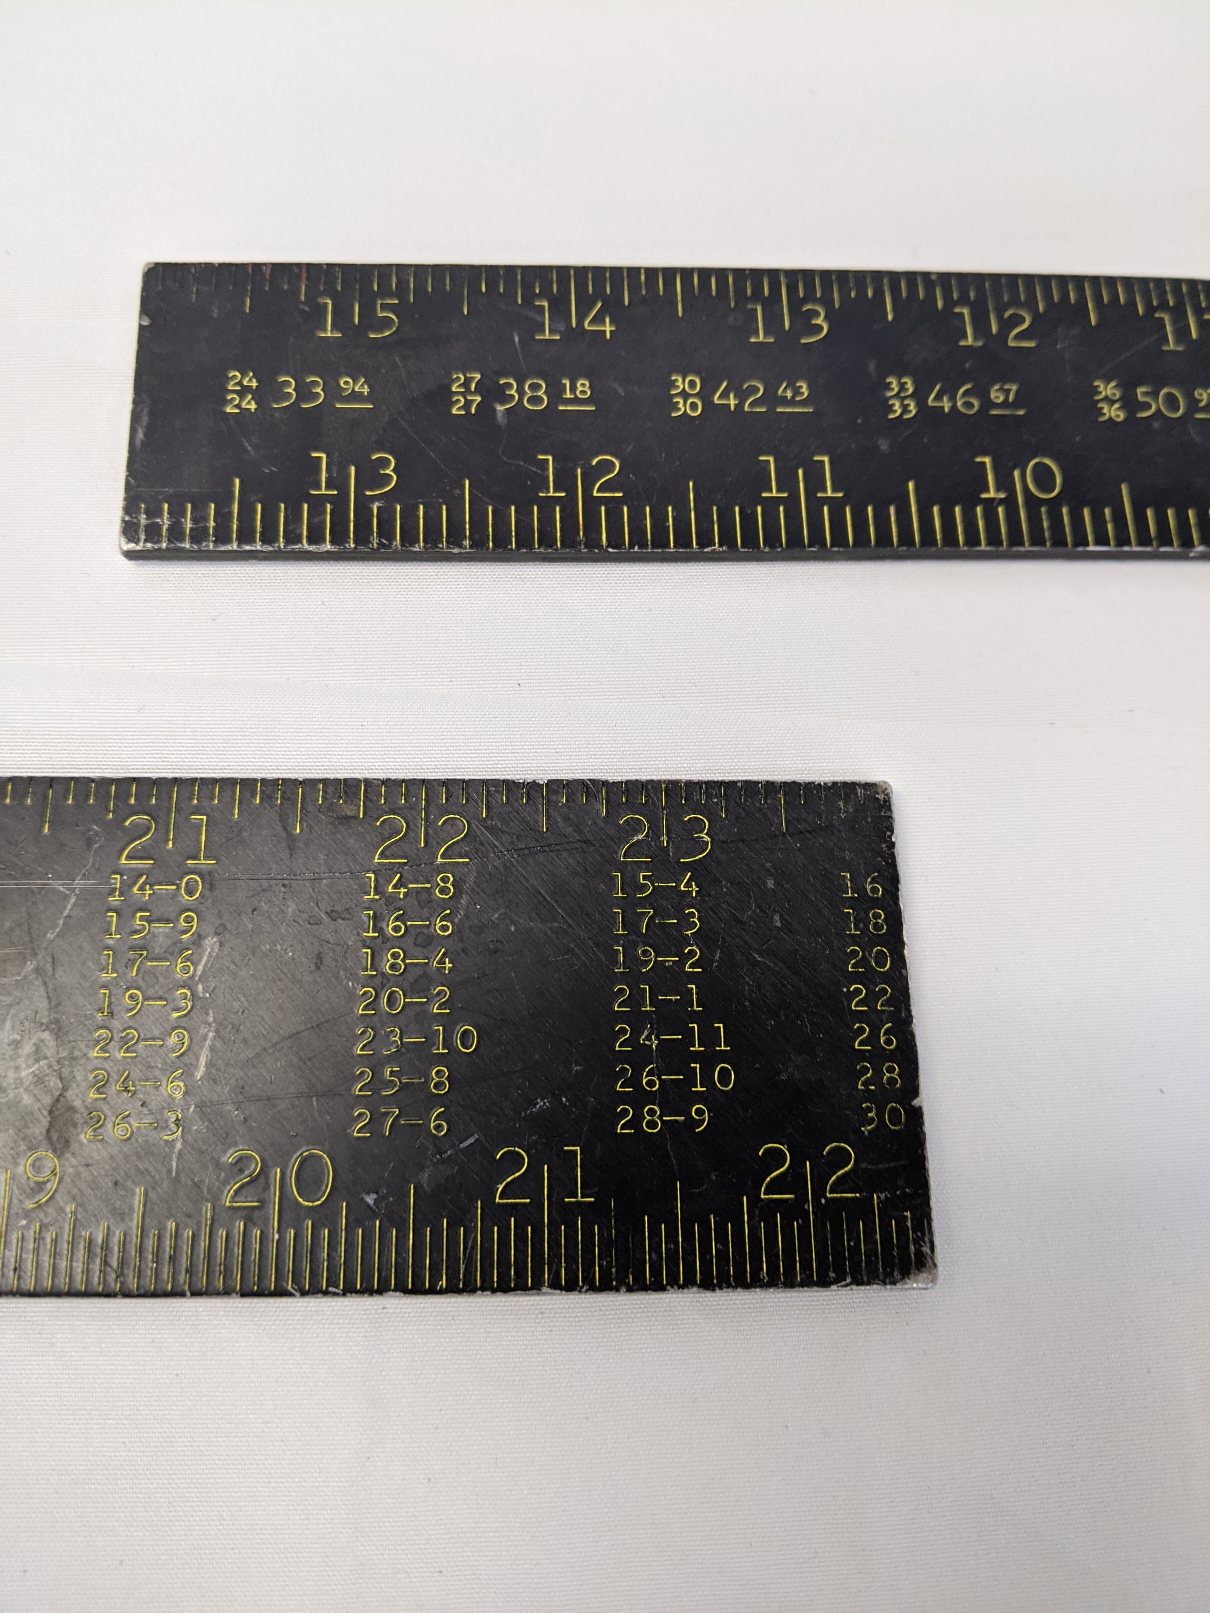 15 14 13 12
24 24 33 94 27 27 38 18 30 30 42 43 33 33 46 67 36 36 50
13 12 11 10
21 22 23
14-0 14-8 15-4 16
15-9 16-6 17-3 18
17-6 18-4 19-2 20
19-3 20-2 21-1 22
22-9 23-10 24-11 26
24-6 25-8 26-10 28
26-3 27-6 28-9 30
9 20 21 22